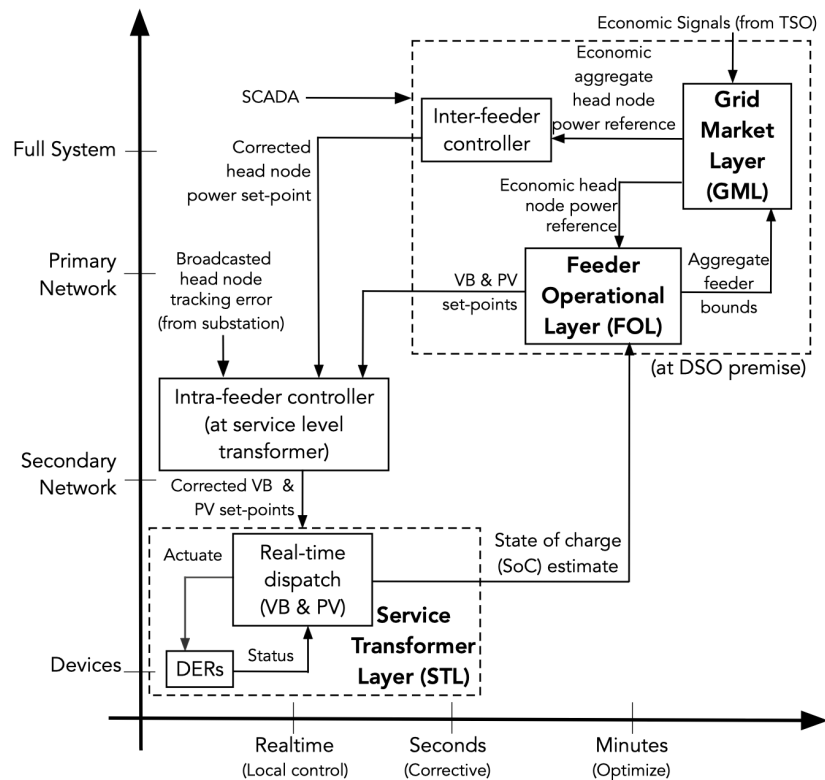 Economic Signals (from TSO)
Economic
aggregate
head node
power reference
SCADA
Inter-feeder
controller
Grid
Market
Layer
(GML)
Full System
Corrected
head node
power set-point
Economic head
node power
reference
Primary
Network
Broadcasted
head node
tracking error
(from substation)
VB & PV
set-points
Feeder
Operational
Layer (FOL)
Aggregate
feeder
bounds
(at DSO premise)
Intra-feeder controller
(at service level
transformer)
Secondary
Network
Corrected VB &
PV set-points
Actuate
Real-time
dispatch
(VB & PV)
State of charge
(SoC) estimate
Service
Transformer
Layer (STL)
Status
Devices
DERs
Realtime
(Local control)
Seconds
(Corrective)
Minutes
(Optimize)